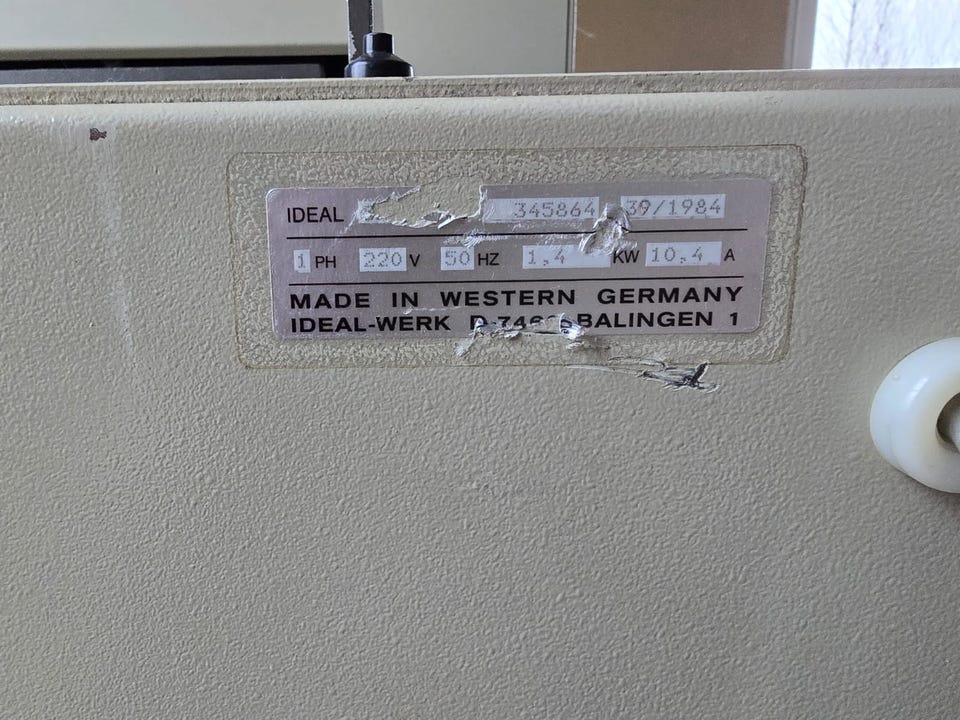 IDEAL 345864 39/1984
1 PH 220 V 50 HZ 1,4 KW 10,4 A
MADE IN WESTERN GERMANY
IDEAL-WERK BALINGEN 1